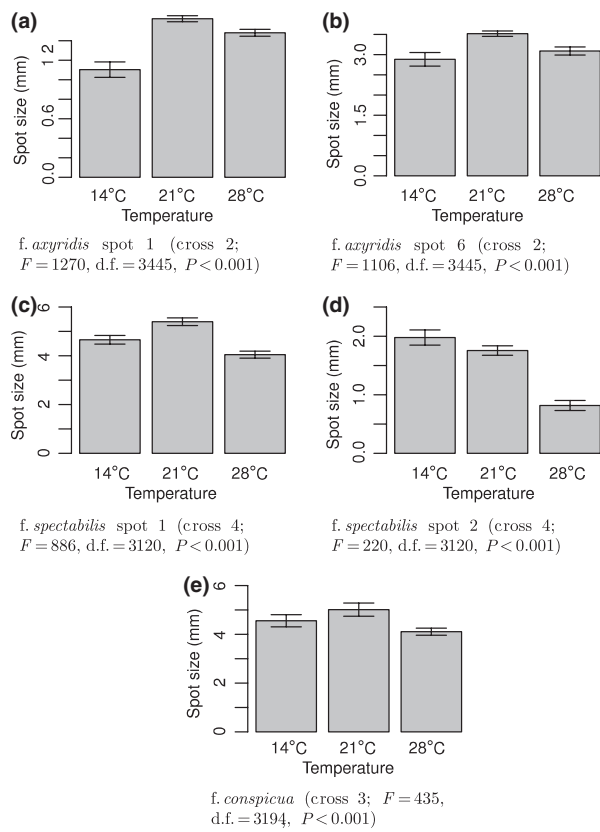 (a)
Spot size (mm)
0.0 0.6 1.2
14°C 21°C 28°C
Temperature
f. axyridis spot 1 (cross 2;
F = 1270, d.f. = 3445, P < 0.001)
(b)
Spot size (mm)
0.0 1.5 3.0
14°C 21°C 28°C
Temperature
f. axyridis spot 6 (cross 2;
F = 1106, d.f. = 3445, P < 0.001)
(c)
Spot size (mm)
0 2 4 6
14°C 21°C 28°C
Temperature
f. spectabilis spot 1 (cross 4;
F = 886, d.f. = 3120, P < 0.001)
(d)
Spot size (mm)
0.0 1.0 2.0
14°C 21°C 28°C
Temperature
f. spectabilis spot 2 (cross 4;
F = 220, d.f. = 3120, P < 0.001)
(e)
Spot size (mm)
0 2 4 6
14°C 21°C 28°C
Temperature
f. conspicua (cross 3; F = 435,
d.f. = 3194, P < 0.001)